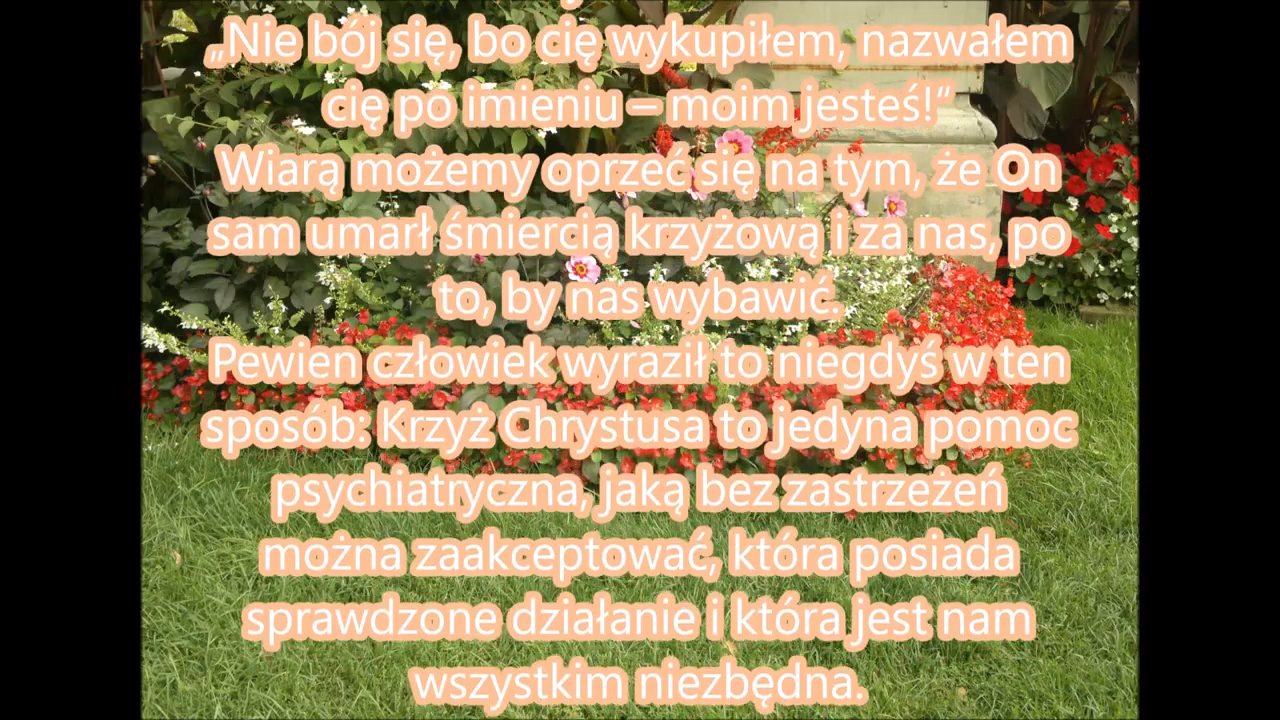 „Nie bój się, bo cię wykupiłem, nazwałem
cię po imieniu – moim jesteś!”
Wiarą możemy oprzeć się na tym, że On
sam umarł śmiercią krzyżową i za nas, po
to, by nas wybawić.
Pewien człowiek wyraził to niegdyś w ten
sposób: Krzyż Chrystusa to jedyna pomoc
psychiatryczna, jaką bez zastrzeżeń
można zaakceptować, która posiada
sprawdzone działanie i która jest nam
wszystkim niezbędna.